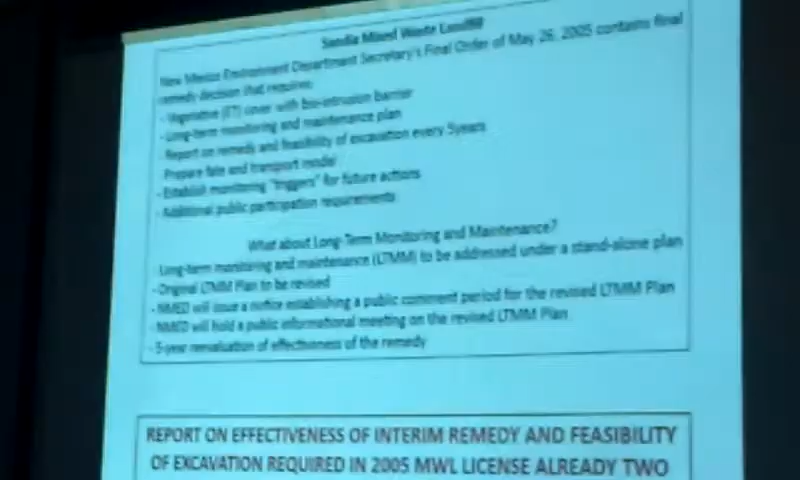 Sandia Mixed Waste Landfill
New Mexico Environment Department Secretary's Final Order of May 26, 2005 contains final
remedy decision that requires:
- Vegetative (ET) cover with bio-intrusion barrier
- Long-term monitoring and maintenance plan
- Report on remedy and feasibility of excavation every 5years
- Prepare fate and transport model
- Establish monitoring "triggers" for future actions
- Additional public participation requirements
What about Long-Term Monitoring and Maintenance?
- Long-term monitoring and maintenance (LTMM) to be addressed under a stand-alone plan
- Original LTMM Plan to be revised
- NMED will issue a notice establishing a public comment period for the revised LTMM Plan
- NMED will hold a public informational meeting on the revised LTMM Plan
- 5-year reevaluation of effectiveness of the remedy
REPORT ON EFFECTIVENESS OF INTERIM REMEDY AND FEASIBILITY
OF EXCAVATION REQUIRED IN 2005 MWL LICENSE ALREADY TWO